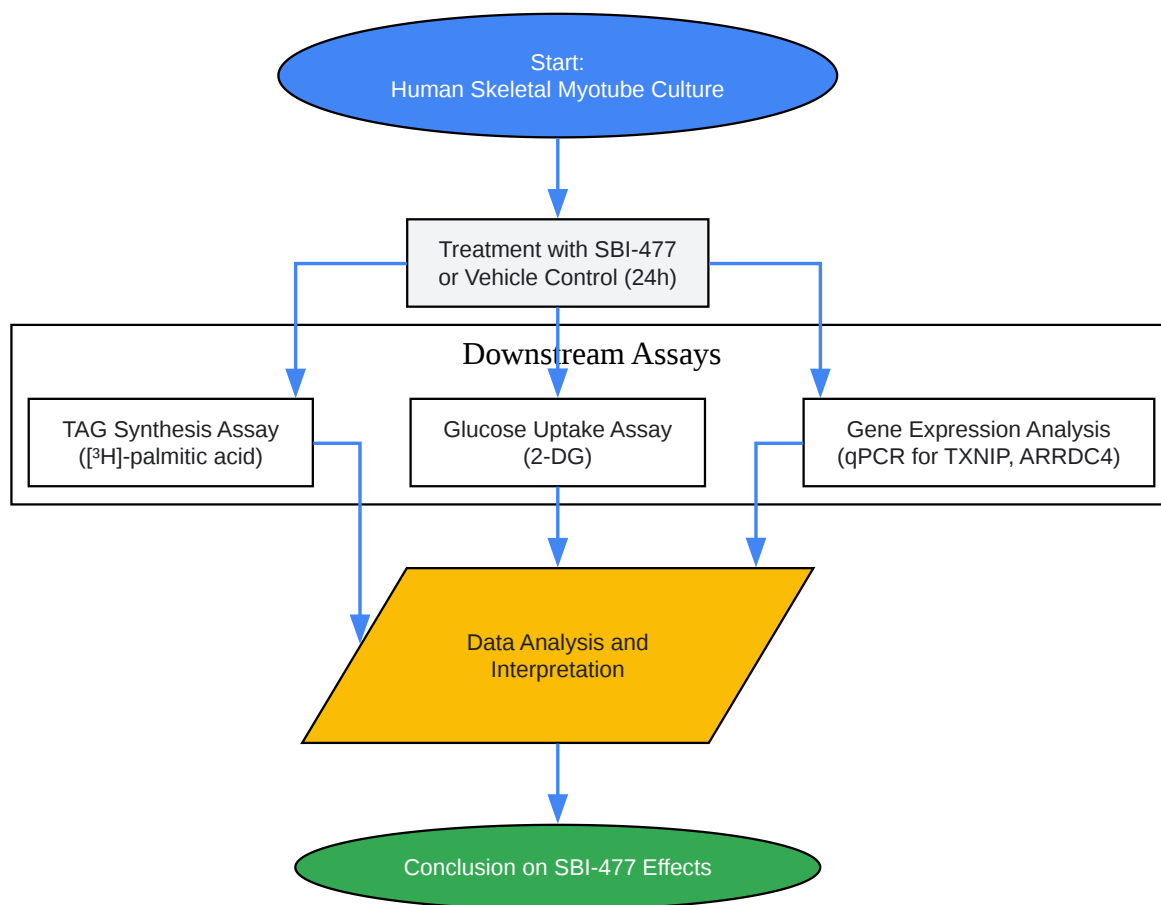 Start:
Human Skeletal Myotube Culture
Treatment with SBI-477
or Vehicle Control (24h)
Downstream Assays
TAG Synthesis Assay
([³H]-palmitic acid)
Glucose Uptake Assay
(2-DG)
Gene Expression Analysis
(qPCR for TXNIP, ARRDC4)
Data Analysis and
Interpretation
Conclusion on SBI-477 Effects